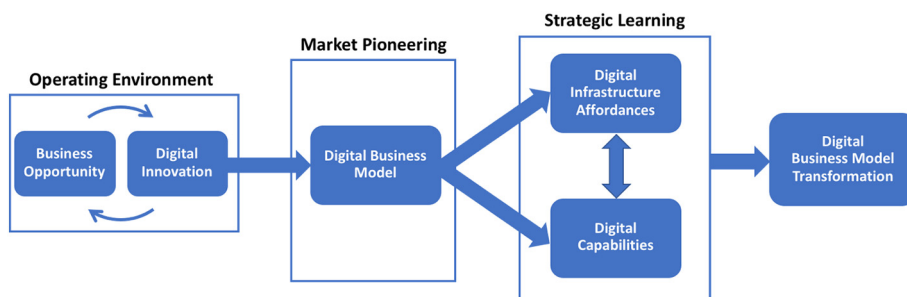 Operating Environment
Business
Opportunity
Digital
Innovation
Market Pioneering
Digital Business
Model
Strategic Learning
Digital
Infrastructure
Affordances
Digital
Capabilities
Digital
Business Model
Transformation